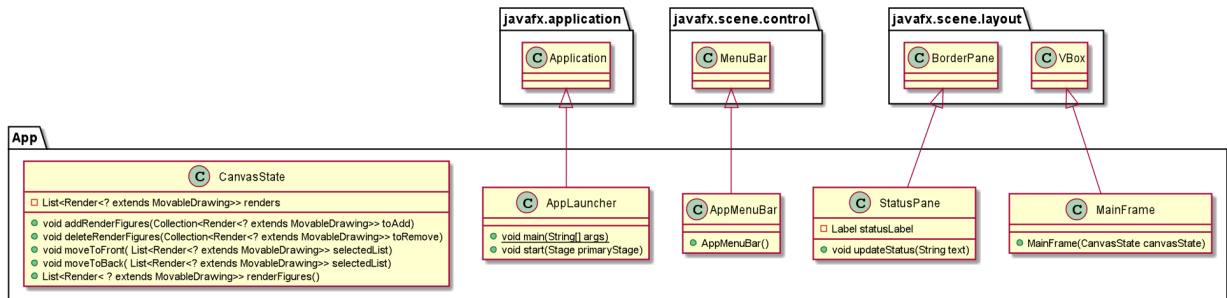 javafx.application
javafx.scene.control
javafx.scene.layout
C Application
C MenuBar
C BorderPane
C VBox
App
C CanvasState
List<Render<? extends MovableDrawing>> renders
void addRenderFigures(Collection<Render<? extends MovableDrawing>> toAdd)
void deleteRenderFigures(Collection<Render<? extends MovableDrawing>> toRemove)
void moveToFront( List<Render<? extends MovableDrawing>> selectedList)
void moveToBack( List<Render<? extends MovableDrawing>> selectedList)
List<Render< ? extends MovableDrawing>> renderFigures()
C AppLauncher
void main(String[] args)
void start(Stage primaryStage)
C AppMenuBar
AppMenuBar()
C StatusPane
Label statusLabel
void updateStatus(String text)
C MainFrame
MainFrame(CanvasState canvasState)